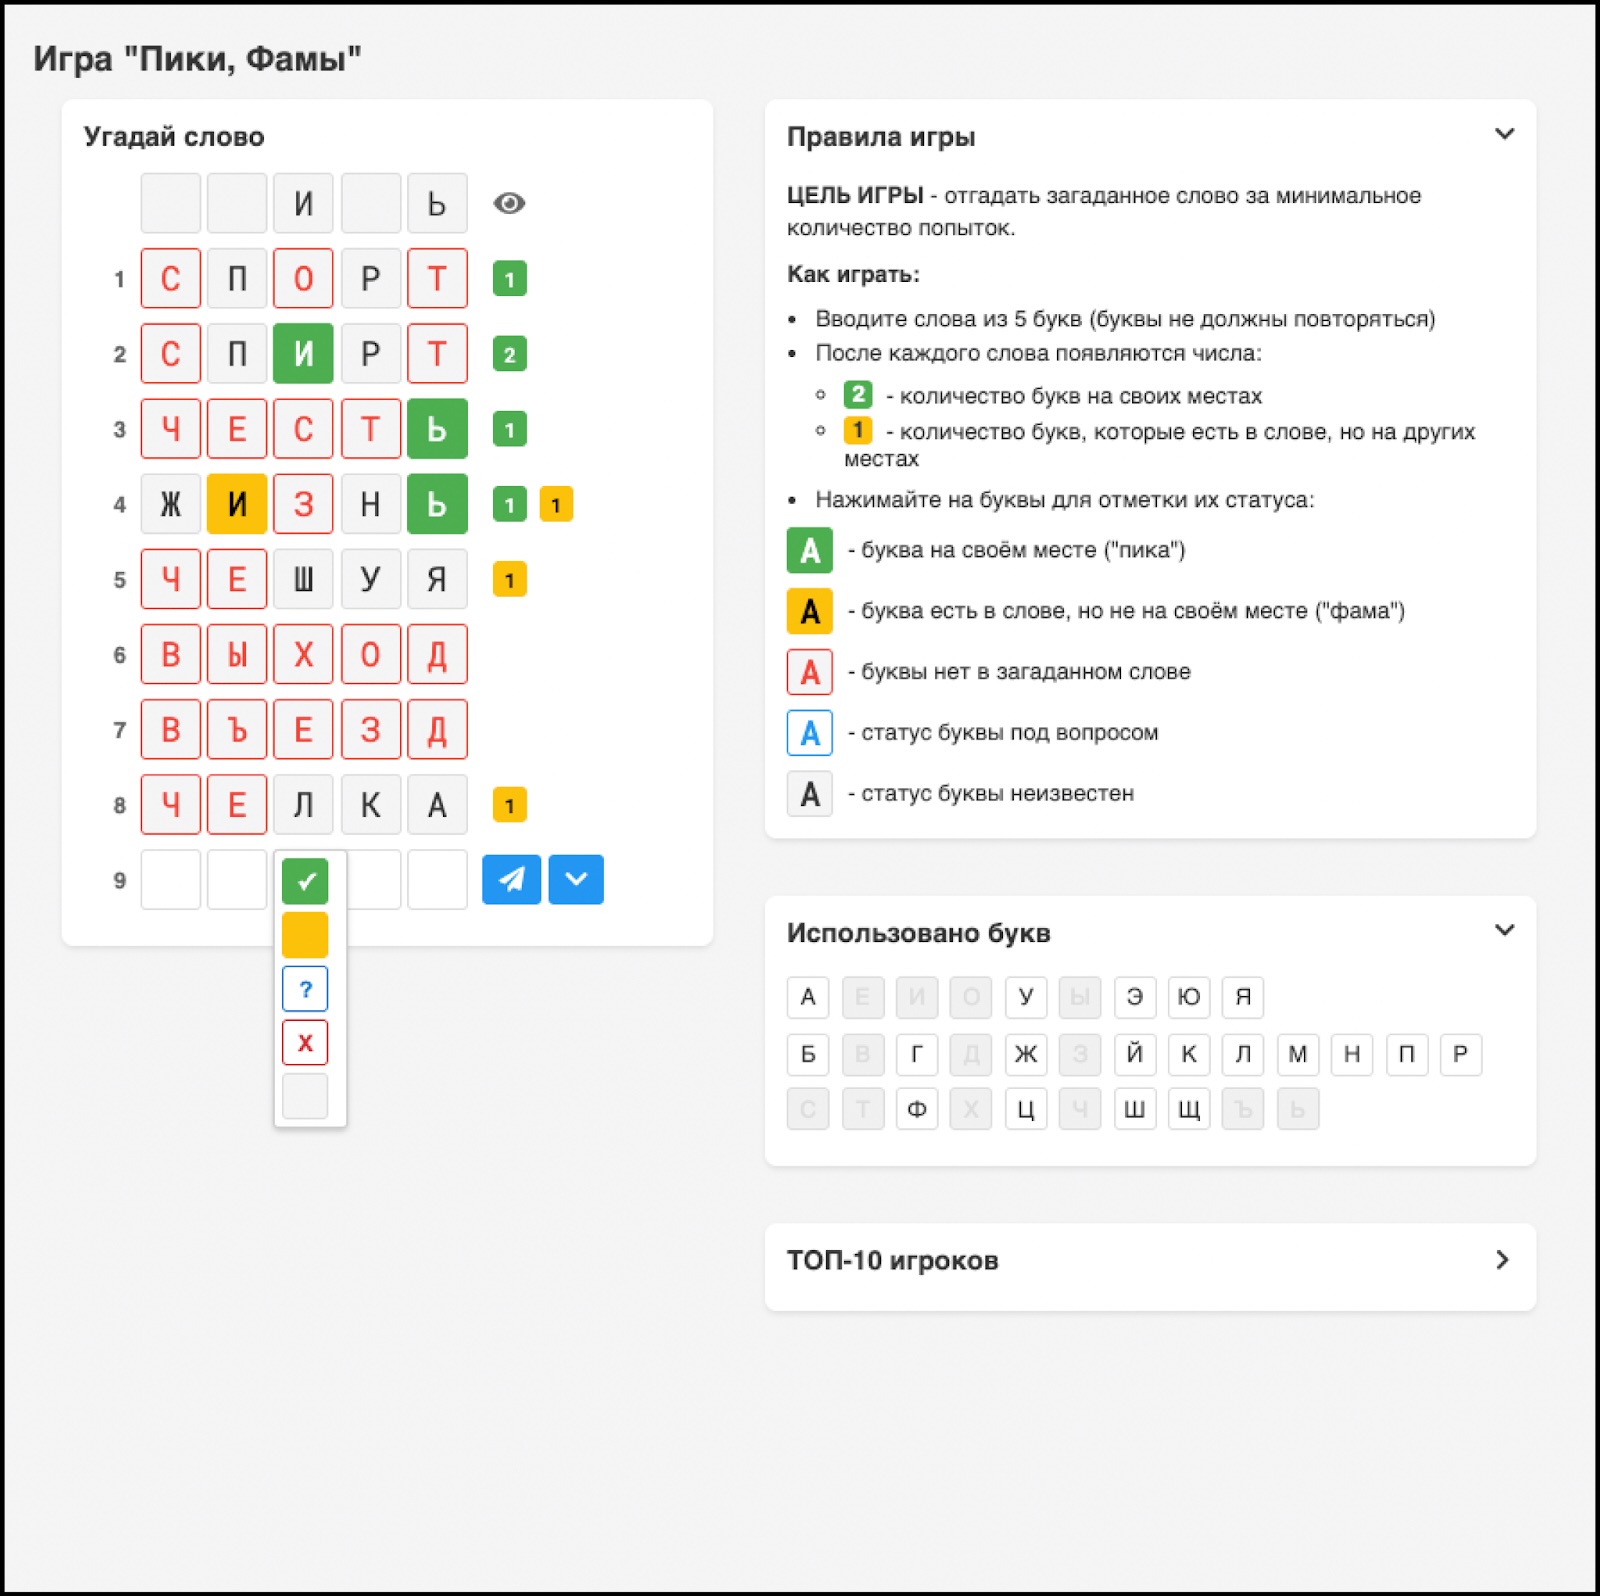 Игра "Пики, Фамы"
Угадай слово
И Ь
1 С П О Р Т 1
2 С П И Р Т 2
3 Ч Е С Т Ь 1
4 Ж И З Н Ь 1 1
5 Ч Е Ш У Я 1
6 В Ы Х О Д
7 В Ъ Е З Д
8 Ч Е Л К А 1
9
?
X
Правила игры
ЦЕЛЬ ИГРЫ - отгадать загаданное слово за минимальное
количество попыток.
Как играть:
• Вводите слова из 5 букв (буквы не должны повторяться)
• После каждого слова появляются числа:
2 - количество букв на своих местах
1 - количество букв, которые есть в слове, но на других
местах
• Нажимайте на буквы для отметки их статуса:
А - буква на своём месте ("пика")
А - буква есть в слове, но не на своём месте ("фама")
А - буквы нет в загаданном слове
А - статус буквы под вопросом
А - статус буквы неизвестен
Использовано букв
А Е И О У Ы Э Ю Я
Б В Г Д Ж З Й К Л М Н П Р
С Т Ф Х Ц Ч Ш Щ Ъ Ь
ТОП-10 игроков